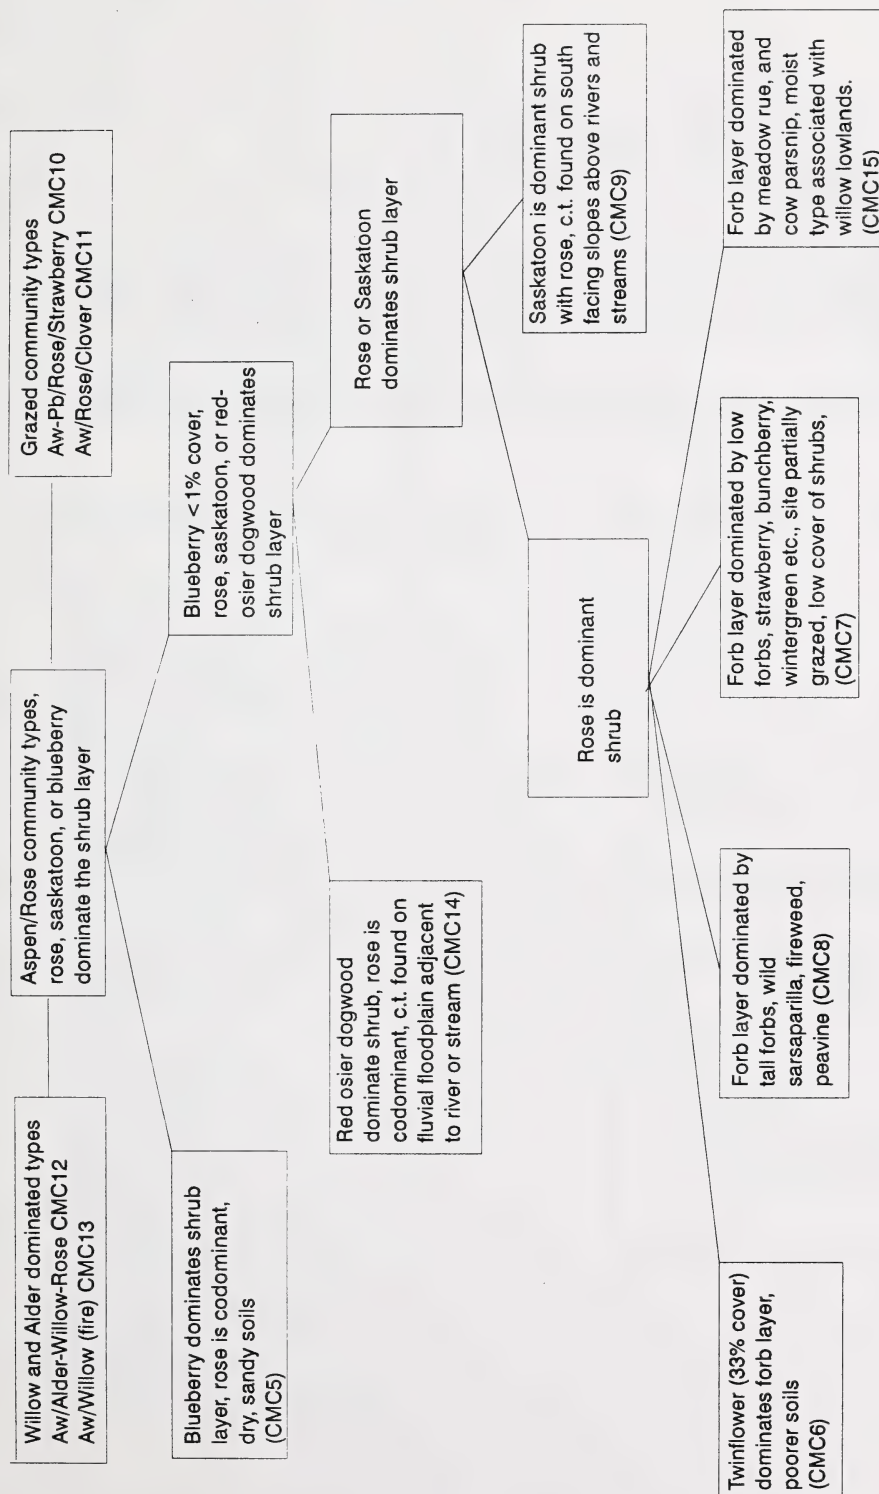 Willow and Alder dominated types
Aw/Alder-Willow-Rose CMC12
Aw/Willow (fire) CMC13
Aspen/Rose community types,
rose, saskatoon, or blueberry
dominate the shrub layer
Grazed community types
Aw-Pb/Rose/Strawberry CMC10
Aw/Rose/Clover CMC11
Blueberry dominates shrub
layer, rose is codominant,
dry, sandy soils
(CMC5)
Blueberry <1% cover,
rose, saskatoon, or red-
osier dogwood dominates
shrub layer
Red osier dogwood
dominate shrub, rose is
codominant, c.t. found on
fluvial floodplain adjacent
to river or stream (CMC14)
Rose or Saskatoon
dominates shrub layer
Rose is dominant
shrub
Saskatoon is dominant shrub
with rose, c.t. found on south
facing slopes above rivers and
streams (CMC9)
Twinflower (33% cover)
dominates forb layer,
poorer soils
(CMC6)
Forb layer dominated by
tall forbs, wild
sarsaparilla, fireweed,
peavine (CMC8)
Forb layer dominated by low
forbs, strawberry, bunchberry,
wintergreen etc., site partially
grazed, low cover of shrubs,
(CMC7)
Forb layer dominated
by meadow rue, and
cow parsnip, moist
type associated with
willow lowlands.
(CMC15)